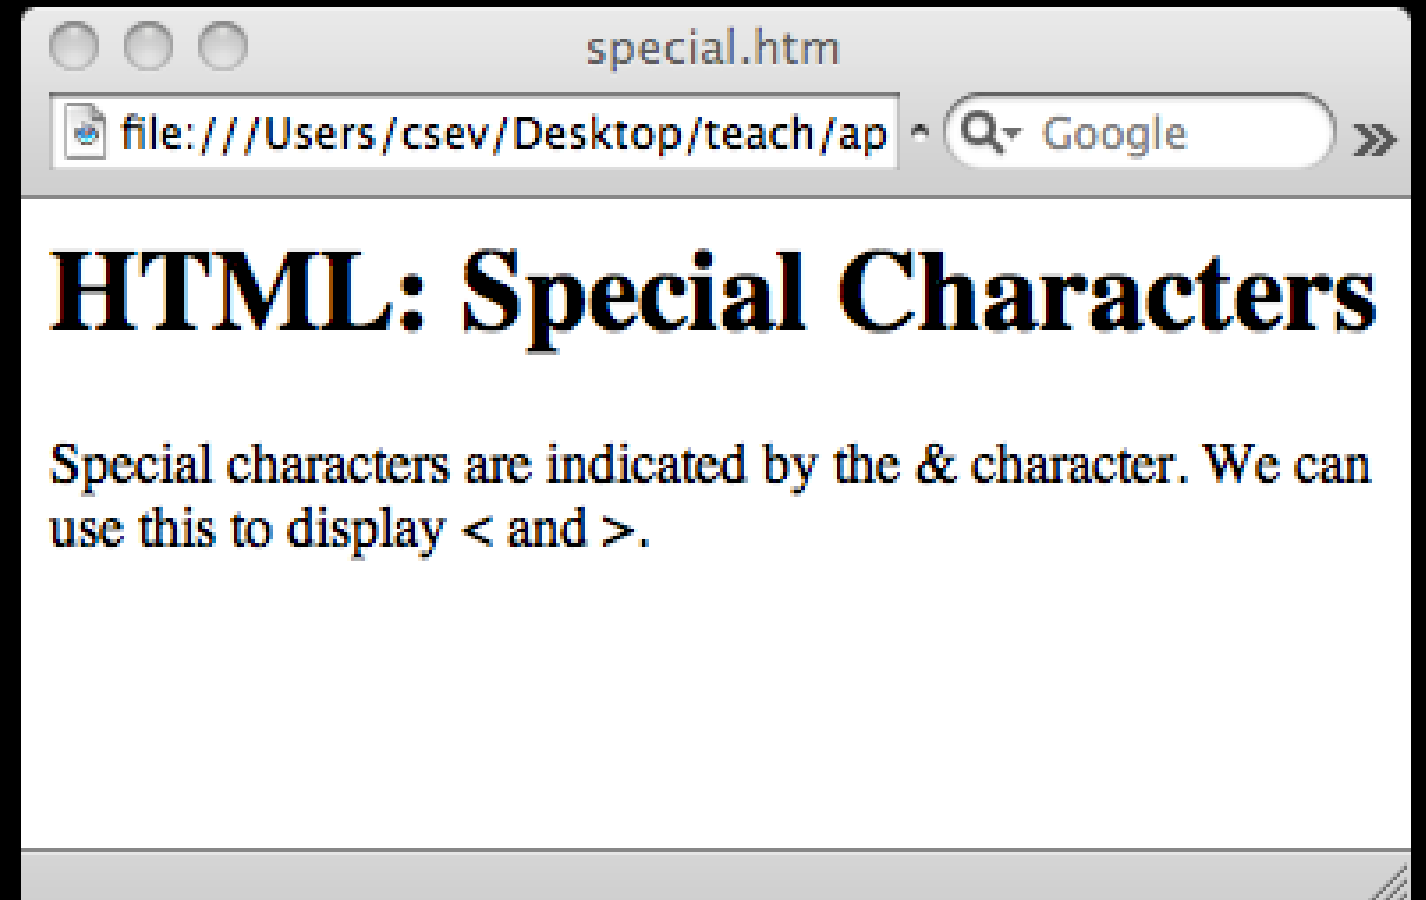 special.htm
file:///Users/csev/Desktop/teach/ap
Google
HTML: Special Characters
Special characters are indicated by the & character. We can
use this to display < and >.